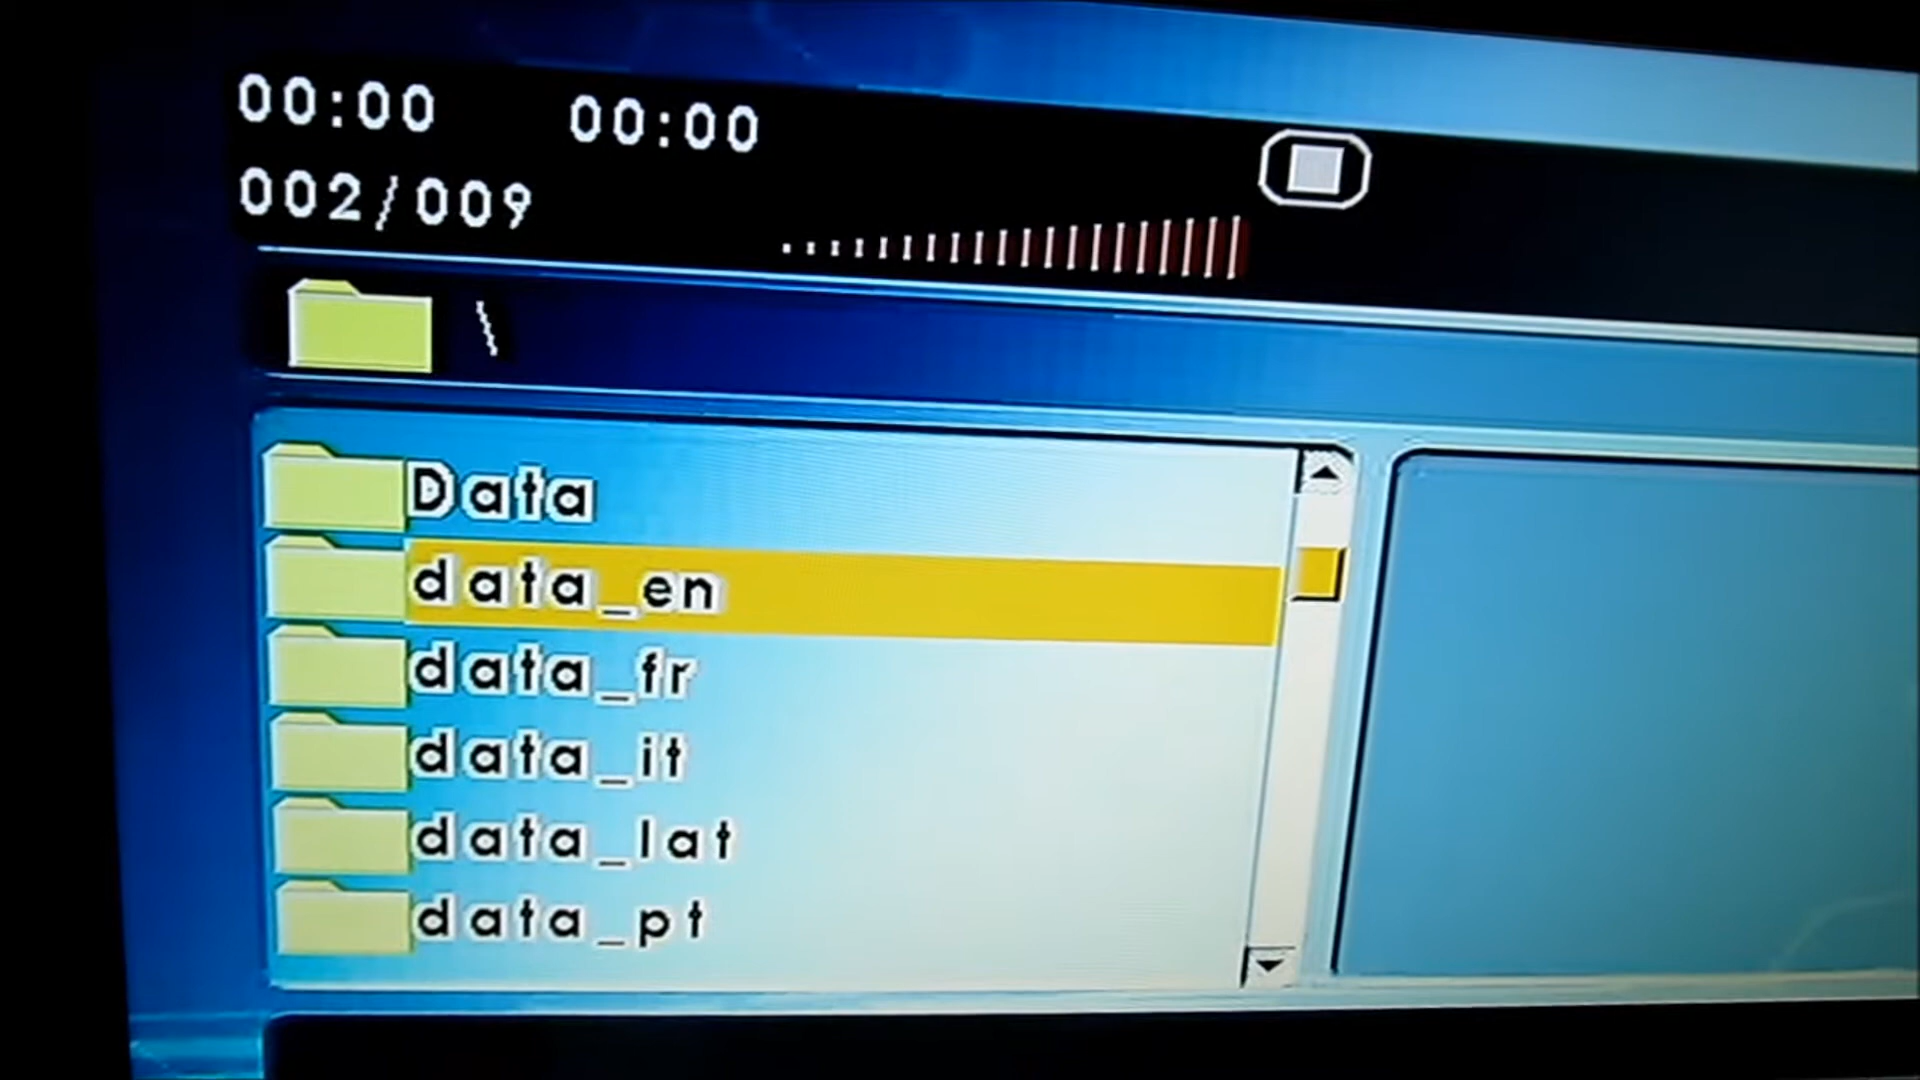 00:00 00:00
002/009
\
Data
data_en
data_fr
data_it
data_lat
data_pt